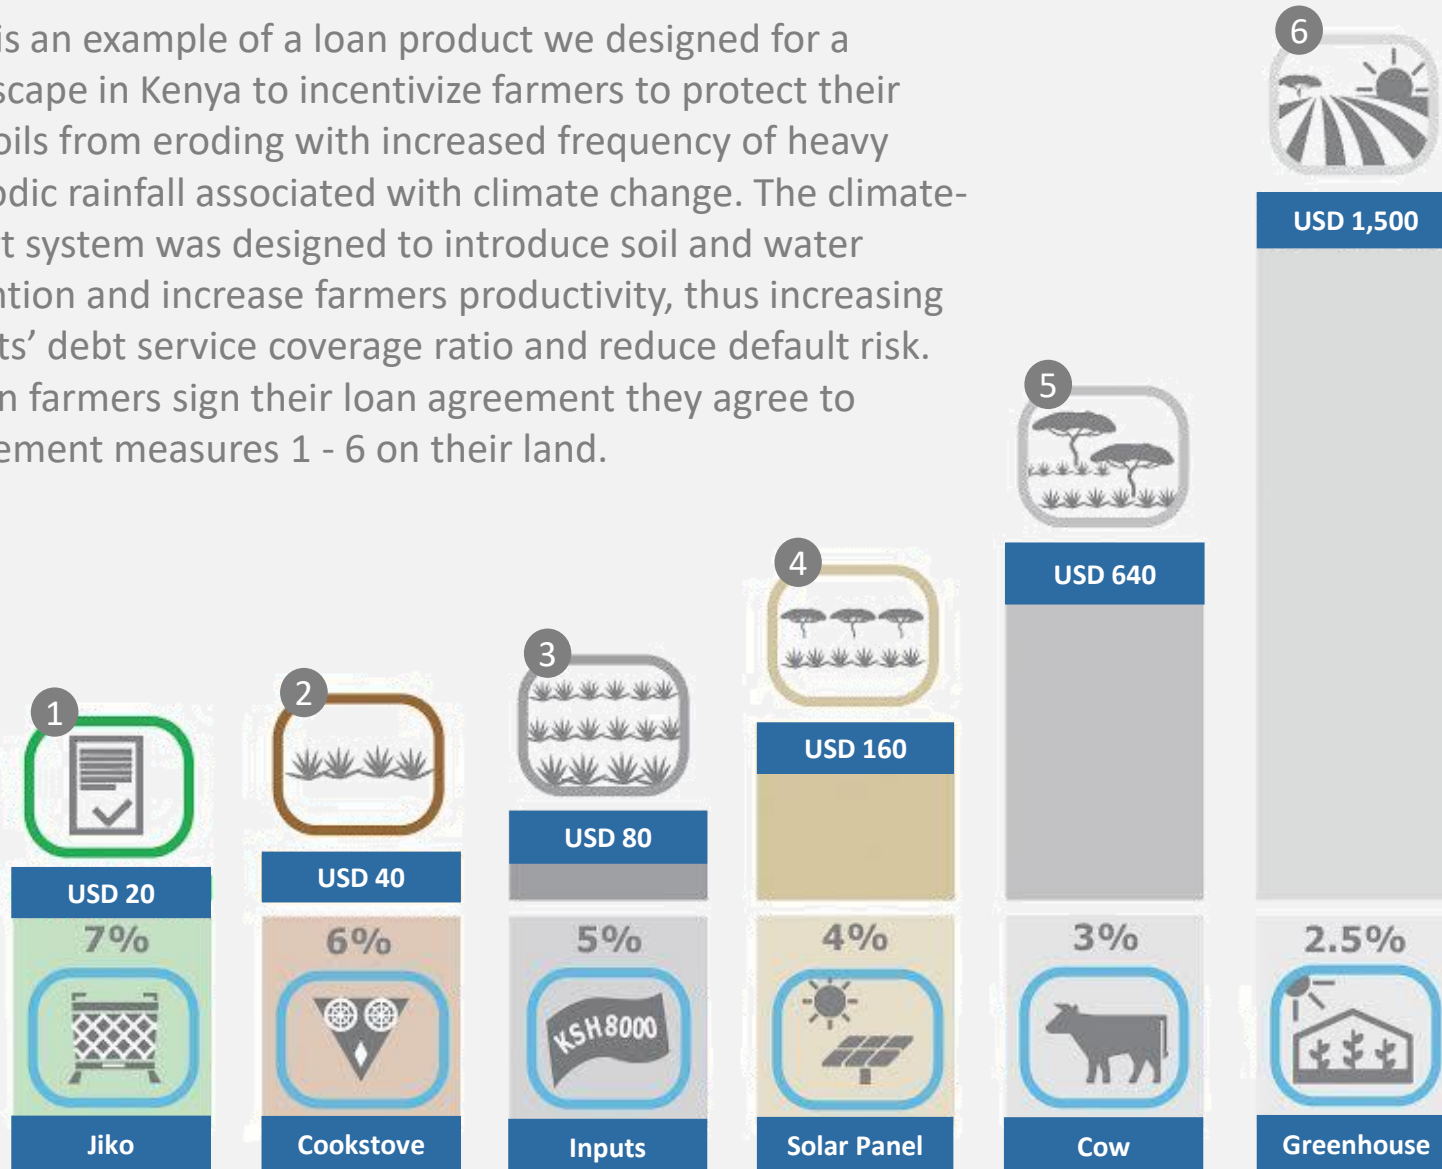 is an example of a loan product we designed for a
scape in Kenya to incentivize farmers to protect their
oils from eroding with increased frequency of heavy
odic rainfall associated with climate change. The climate-
t system was designed to introduce soil and water
ntion and increase farmers productivity, thus increasing
ts’ debt service coverage ratio and reduce default risk.
n farmers sign their loan agreement they agree to
ement measures 1 - 6 on their land.
6
USD 1,500
5
USD 640
4
USD 160
3
USD 80
2
USD 40
1
USD 20
7% 6% 5% 4% 3% 2.5%
KSH8000
Jiko Cookstove Inputs Solar Panel Cow Greenhouse